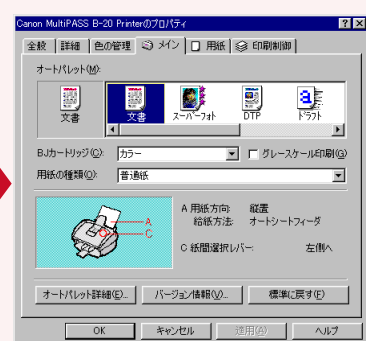 Canon MultiPASS B-20 Printerのプロパティ
全般 詳細 色の管理 メイン 用紙 印刷制御
オートパレット(M):
文書 文書 スーパーフォト DTP ドラフト
BJカートリッジ(C): カラー グレースケール印刷(G)
用紙の種類(O): 普通紙
A 用紙方向: 縦置
給紙方法: オートシートフィーダ
A
C
C 紙間選択レバー: 左側へ
オートパレット詳細(E)... バージョン情報(V)... 標準に戻す(F)
OK キャンセル 適用(A) ヘルプ